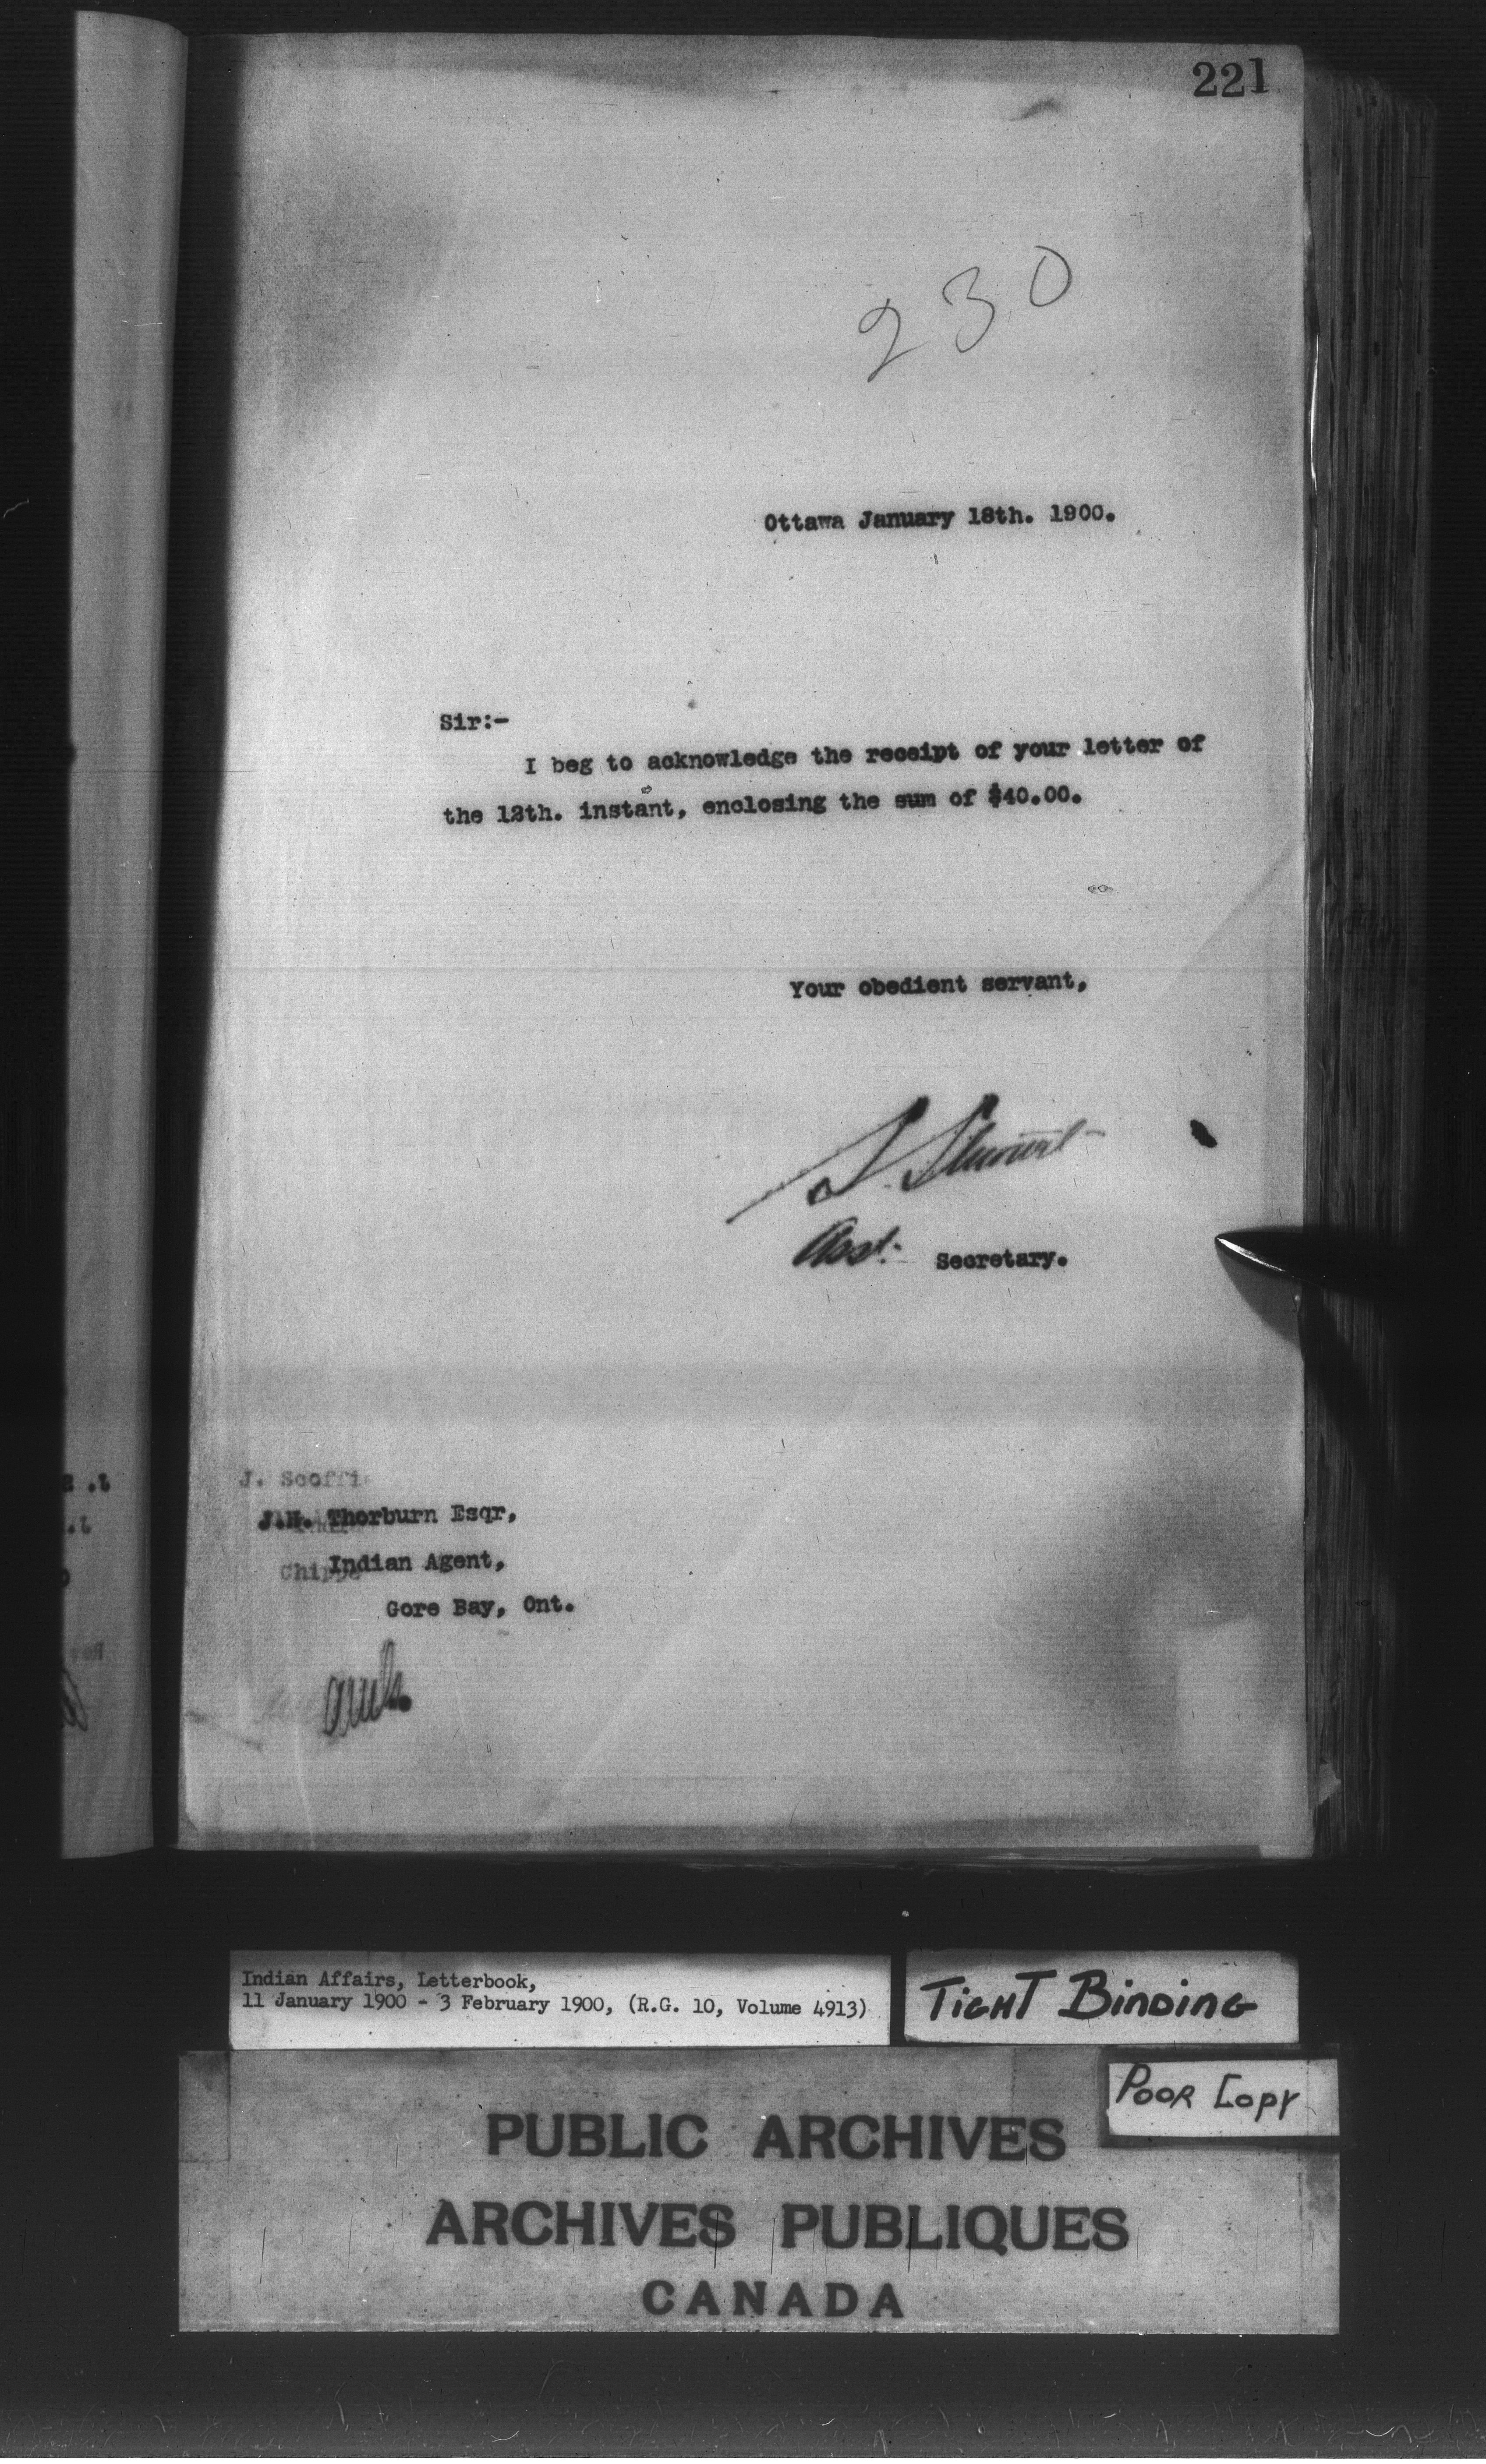 221
230
Ottawa January 18th. 1900.
Sir:-
I beg to acknowledge the receipt of your letter of
the 12th. instant, enclosing the sum of $40.00.
Your obedient servant,
S. Stewart
Asst. Secretary.
J. Scoffi
J.H. Thorburn Esqr,
Indian Agent,
Chippe
Gore Bay, Ont.
Indian Affairs, Letterbook,
11 January 1900 - 3 February 1900, (R.G. 10, Volume 4913)
TIGHT BINDING
POOR COPY
PUBLIC ARCHIVES
ARCHIVES PUBLIQUES
CANADA